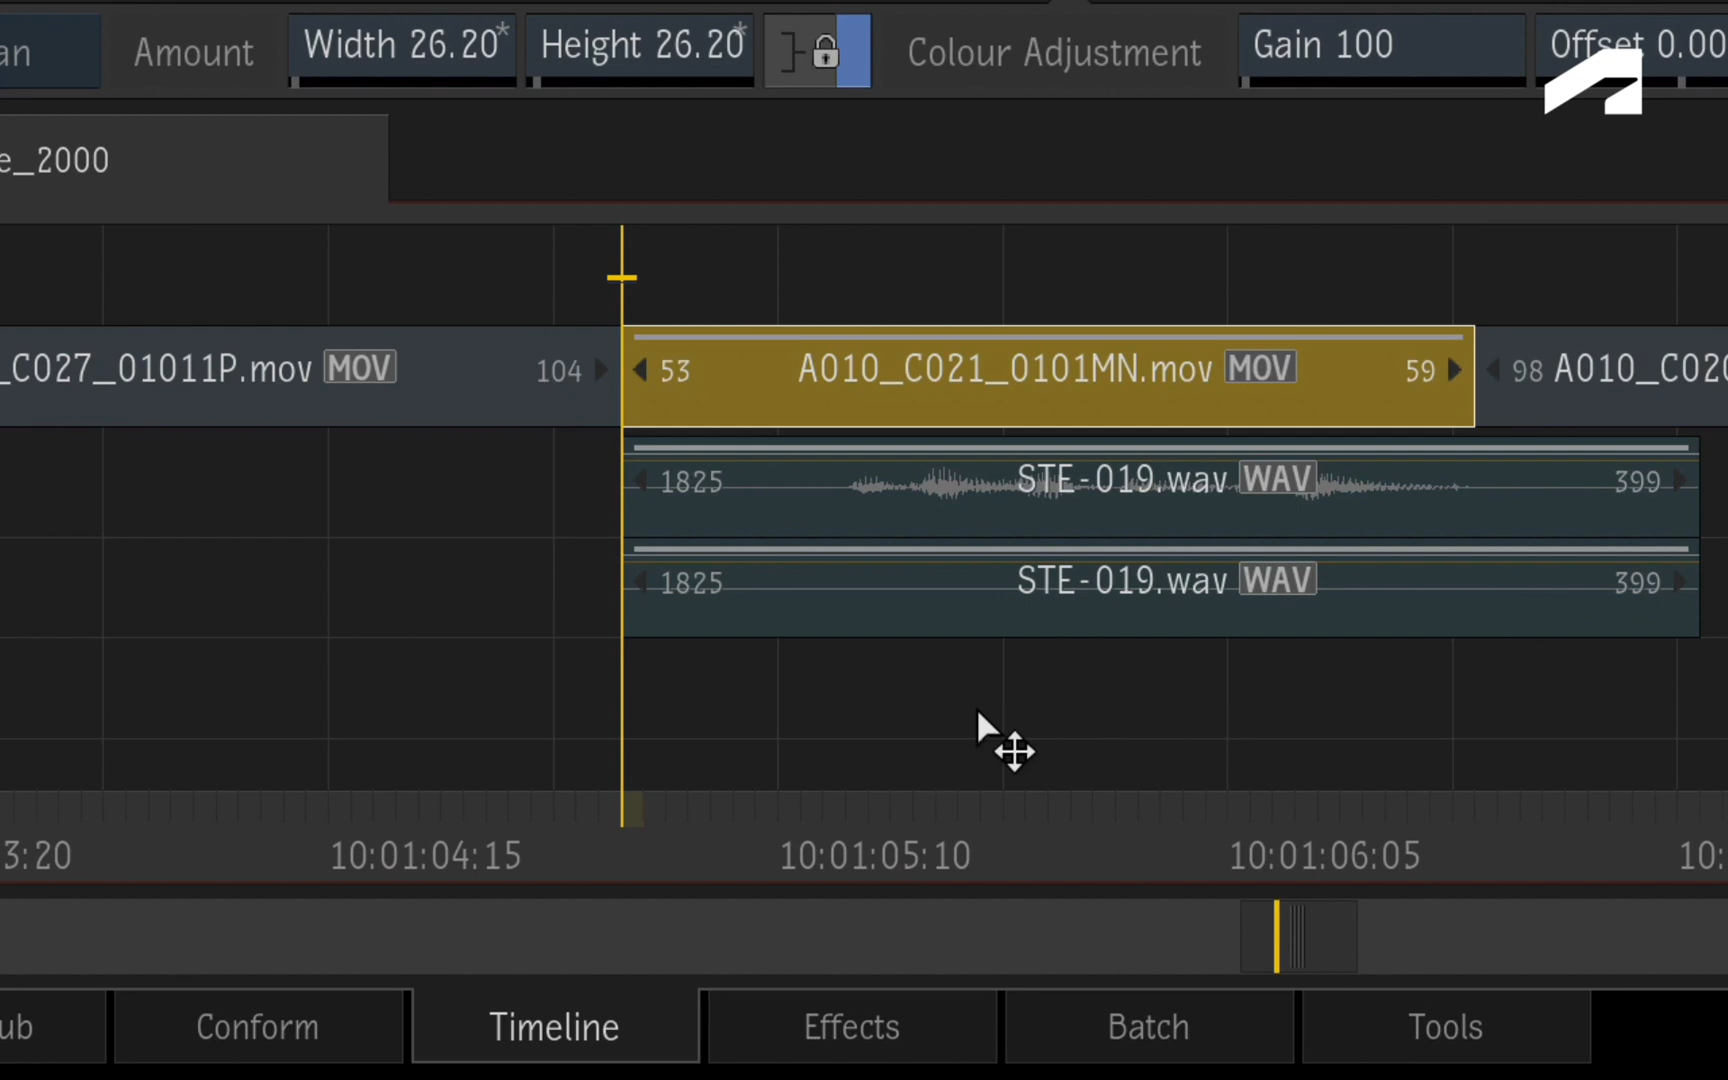 an Amount Width 26.20* Height 26.20* Colour Adjustment Gain 100 Offset 0.00
e_2000
_C027_01011P.mov MOV 104 53 A010_C021_0101MN.mov MOV 59 98 A010_C020
1825 STE-019.wav WAV 399
1825 STE-019.wav WAV 399
3:20 10:01:04:15 10:01:05:10 10:01:06:05 10:
ub Conform Timeline Effects Batch Tools